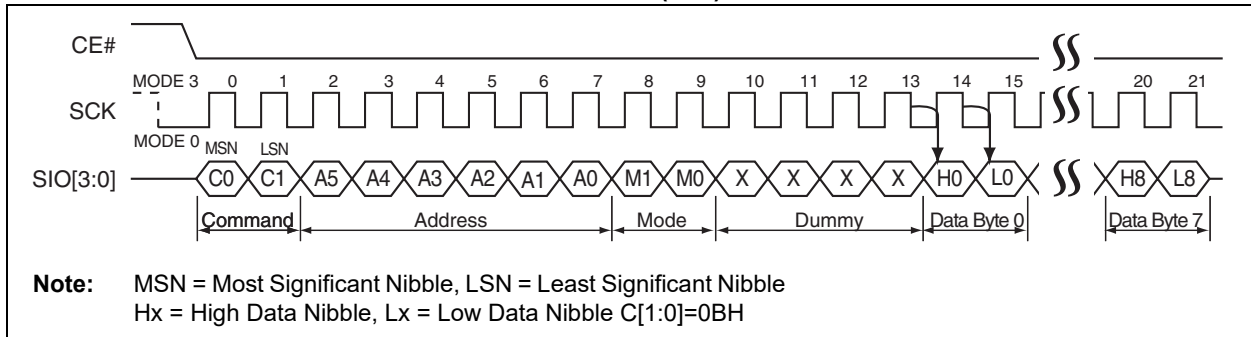 CE#
MODE 3 0 1 2 3 4 5 6 7 8 9 10 11 12 13 14 15 20 21
SCK
MODE 0
MSN LSN
SIO[3:0] C0 C1 A5 A4 A3 A2 A1 A0 M1 M0 X X X X H0 L0 H8 L8
Command Address Mode Dummy Data Byte 0 Data Byte 7
Note: MSN = Most Significant Nibble, LSN = Least Significant Nibble
Hx = High Data Nibble, Lx = Low Data Nibble C[1:0]=0BH